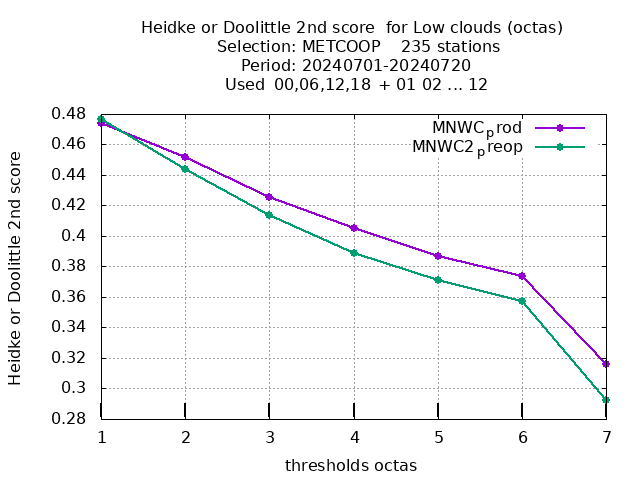 Heidke or Doolittle 2nd score  for Low clouds (octas)
Selection: METCOOP    235 stations
Period: 20240701-20240720
Used  00,06,12,18 + 01 02 ... 12
MNWC_prod
MNWC2_preop
0.48
0.46
0.44
0.42
0.4
0.38
0.36
0.34
0.32
0.3
0.28
Heidke or Doolittle 2nd score
1 2 3 4 5 6 7
thresholds octas